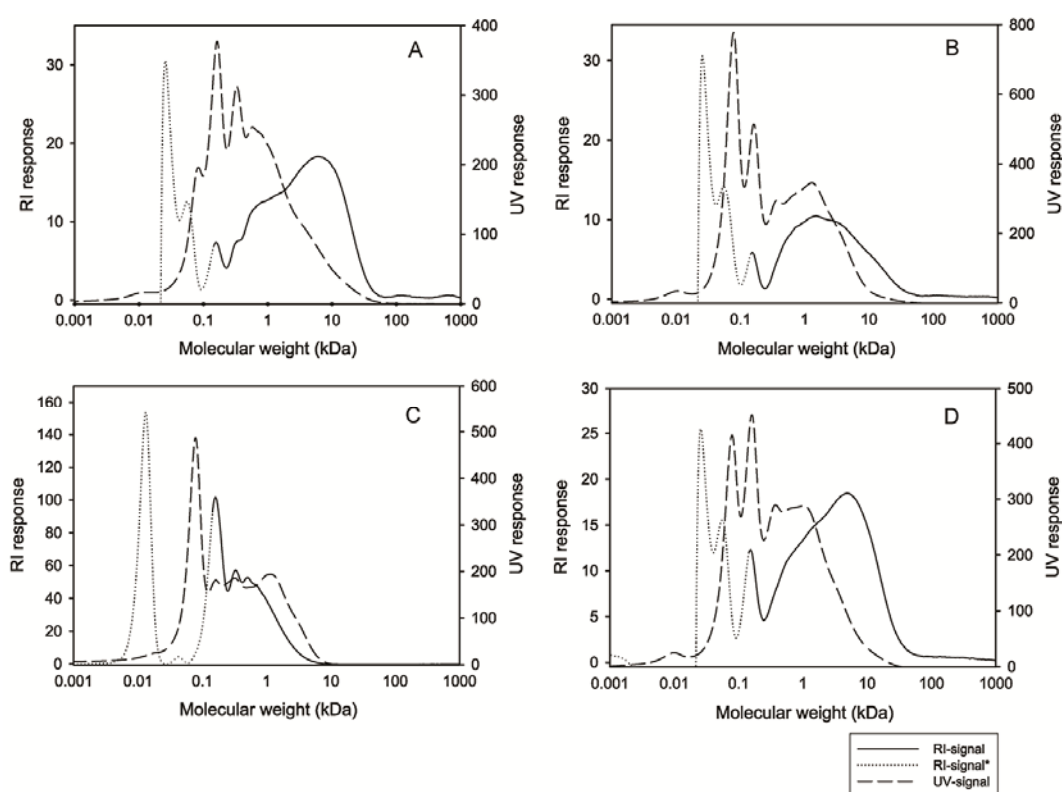 A
RI response
30
20
10
0
400
300
200
100
0
UV response
0.001 0.01 0.1 1 10 100 1000
Molecular weight (kDa)
B
RI response
30
20
10
0
800
600
400
200
0
UV response
0.001 0.01 0.1 1 10 100 1000
Molecular weight (kDa)
C
RI response
160
140
120
100
80
60
40
20
0
600
500
400
300
200
100
0
UV response
0.001 0.01 0.1 1 10 100 1000
Molecular weight (kDa)
D
RI response
30
25
20
15
10
5
0
500
400
300
200
100
0
UV response
0.001 0.01 0.1 1 10 100 1000
Molecular weight (kDa)
RI-signal
RI-signal*
UV-signal